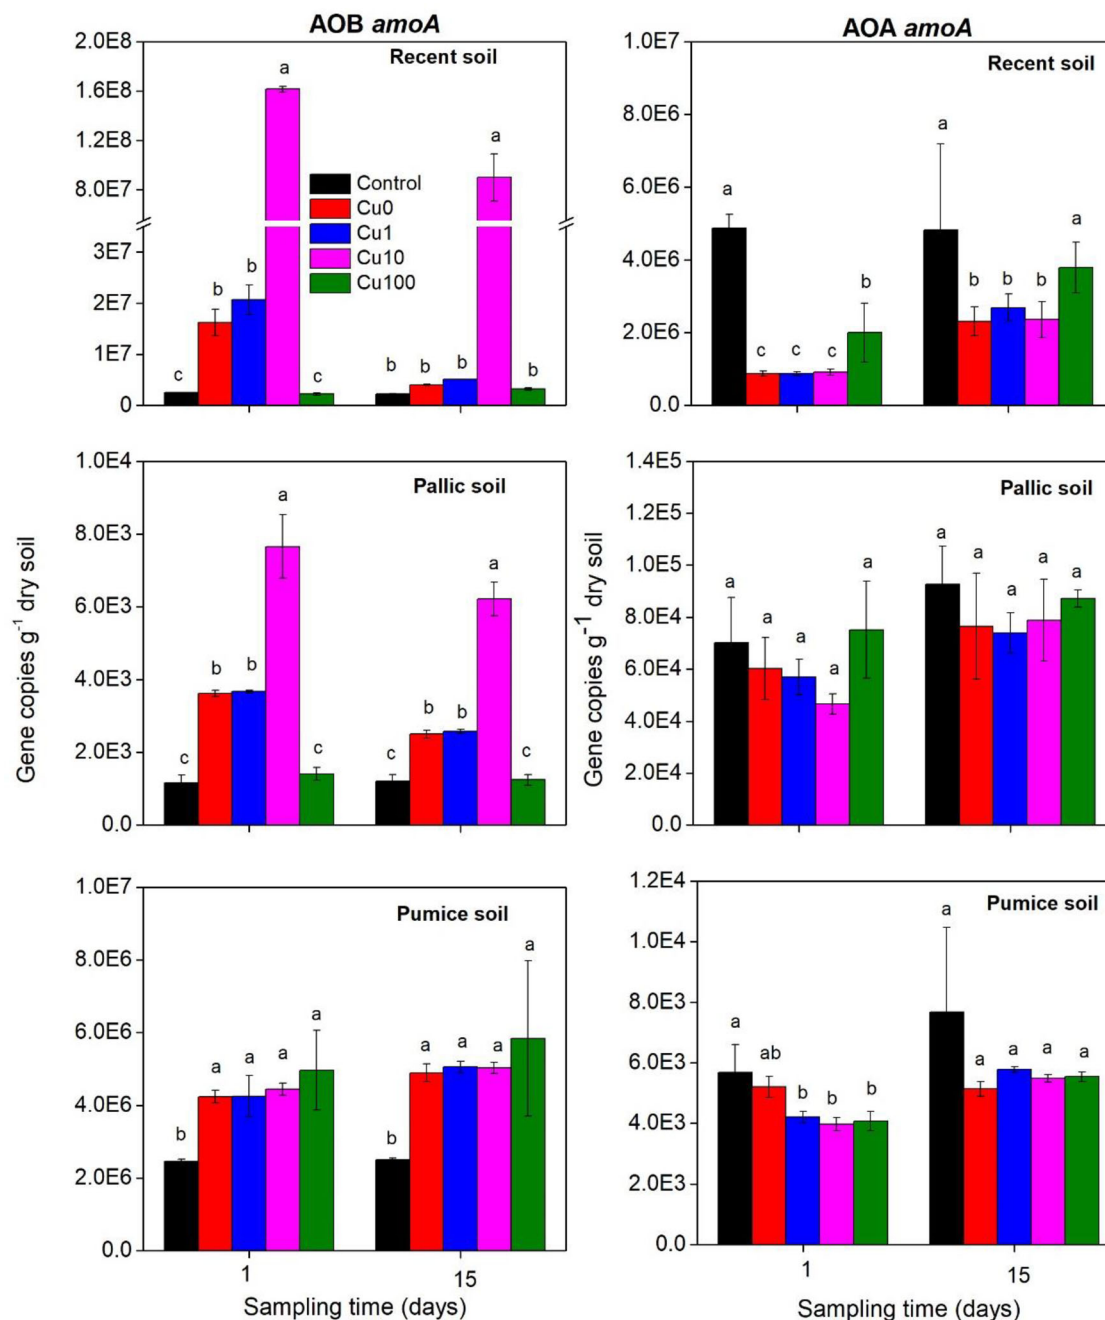 AOB amoA
2.0E8
1.6E8
1.2E8
8.0E7
3E7
2E7
1E7
0
Recent soil
Control
Cu0
Cu1
Cu10
Cu100
c b b a c
b b b a b
AOA amoA
1.0E7
8.0E6
6.0E6
4.0E6
2.0E6
0.0
Recent soil
a c c c b
a b b b a
1.0E4
8.0E3
6.0E3
4.0E3
2.0E3
0.0
Pallic soil
c b b a c
c b b a c
Gene copies g-1 dry soil
1.4E5
1.2E5
1.0E5
8.0E4
6.0E4
4.0E4
2.0E4
0.0
Pallic soil
a a a a a
a a a a a
Gene copies g-1 dry soil
1.0E7
8.0E6
6.0E6
4.0E6
2.0E6
0.0
Pumice soil
b a a a a
b a a a a
1 15
Sampling time (days)
1.2E4
1.0E4
8.0E3
6.0E3
4.0E3
2.0E3
0.0
Pumice soil
a ab b b b
a a a a a
1 15
Sampling time (days)